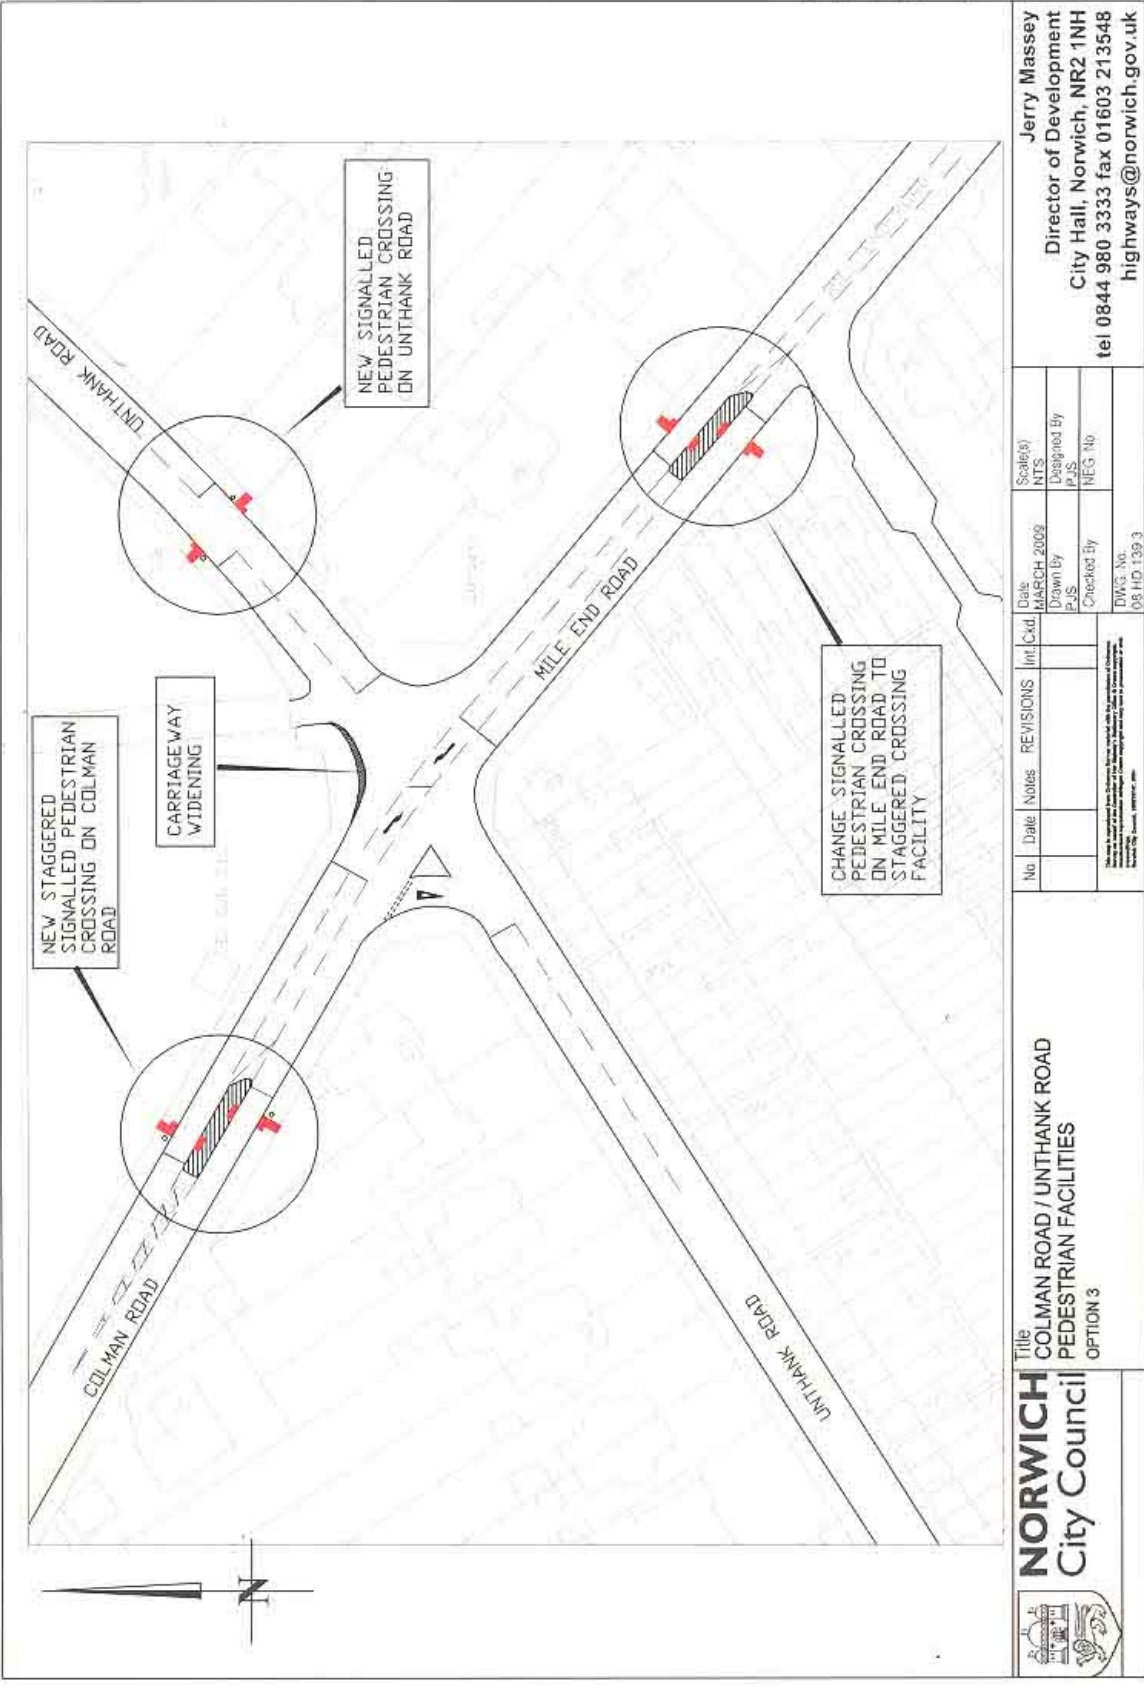 UNTHANK ROAD
NEW SIGNALLED
PEDESTRIAN CROSSING
ON UNTHANK ROAD
NEW STAGGERED
SIGNALLED PEDESTRIAN
CROSSING ON COLMAN
ROAD
CARRIAGEWAY
WIDENING
MILE END ROAD
CHANGE SIGNALLED
PEDESTRIAN CROSSING
ON MILE END ROAD TO
STAGGERED CROSSING
FACILITY
COLMAN ROAD
UNTHANK ROAD
N
NORWICH
City Council
Title
COLMAN ROAD / UNTHANK ROAD
PEDESTRIAN FACILITIES
OPTION 3
No. Date Notes REVISIONS Int. Ckd.
Date
MARCH 2009
Scale(s)
NTS
Drawn By
PJS
Designed By
PJS
Checked By
NEG. No.
DWG. No.
08 HD 139 3
Jerry Massey
Director of Development
City Hall, Norwich, NR2 1NH
tel 0844 980 3333 fax 01603 213548
highways@norwich.gov.uk